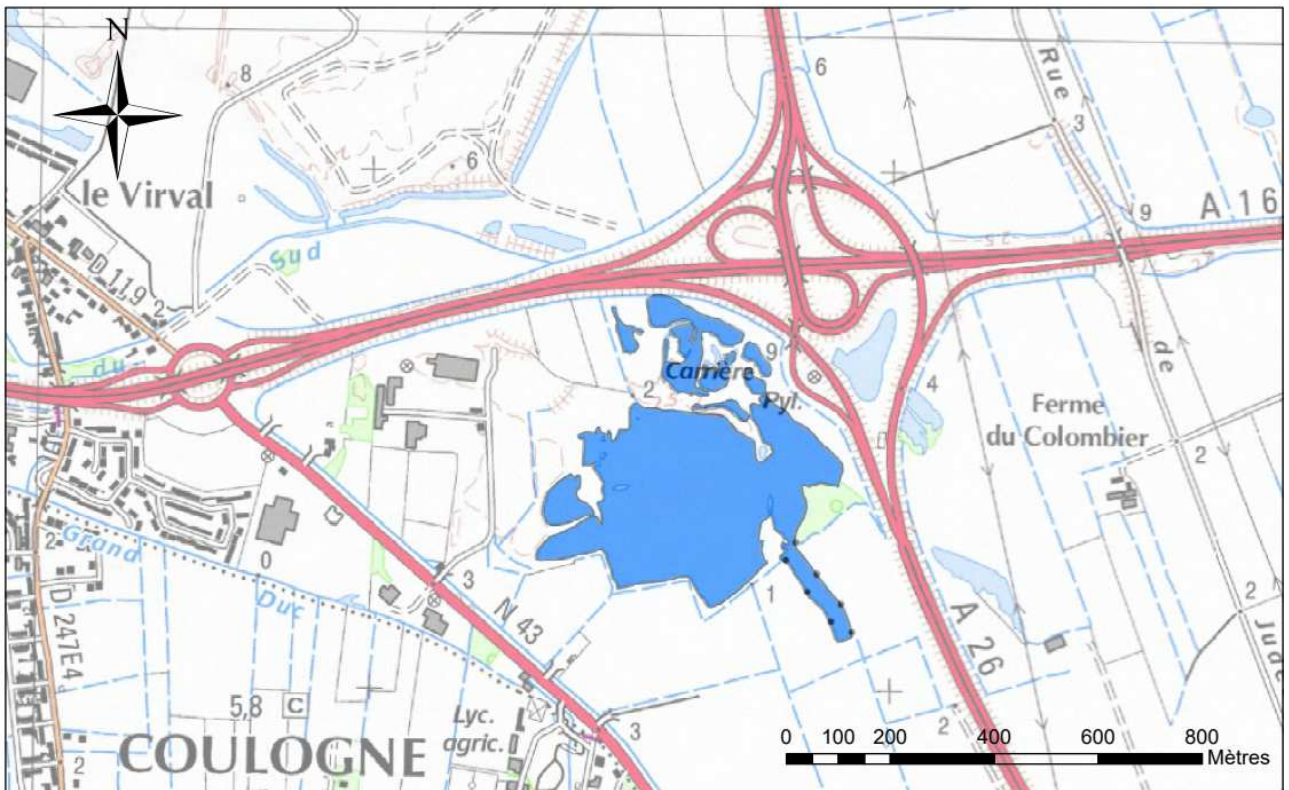 N
8
6
Rue
3
6
le Virval
9
A 16
Sud
D 119
2
du
9
2
Carrière
2,5
Pyl.
4
de
Ferme
du Colombier
2
2
Grand
0
Duc
3
N 43
1
A 26
2
D 247E4
Jude
5,8
C
Lyc.
agric.
3
2
COULOGNE
2
0 100 200 400 600 800
Mètres